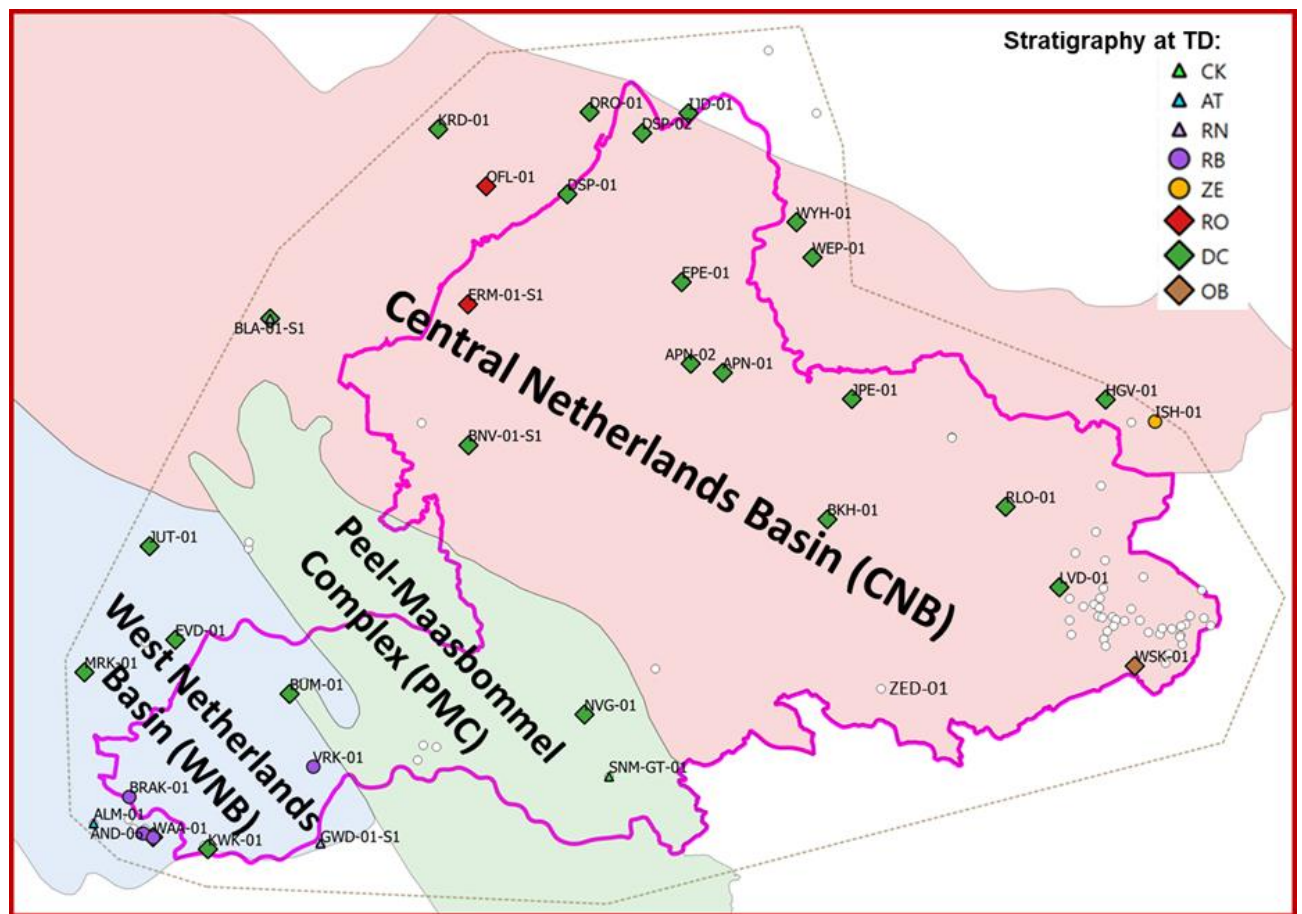 Stratigraphy at TD:
CK
AT
RN
RB
ZE
RO
DC
OB
KRD-01
DRO-01
IJD-01
DSP-02
OFL-01
DSP-01
WYH-01
WEP-01
EPE-01
ERM-01-S1
BLA-01-S1
APN-02
APN-01
JPE-01
HGV-01
ISH-01
BNV-01-S1
Central Netherlands Basin (CNB)
RLO-01
BKH-01
JUT-01
LVD-01
Peel-Maasbommel
Complex (PMC)
EVD-01
MRK-01
WSK-01
BUM-01
ZED-01
NVG-01
West Netherlands
Basin (WNB)
VRK-01
SNM-GT-01
BRAK-01
ALM-01
AND-06
WAA-01
KWK-01
GWD-01-S1